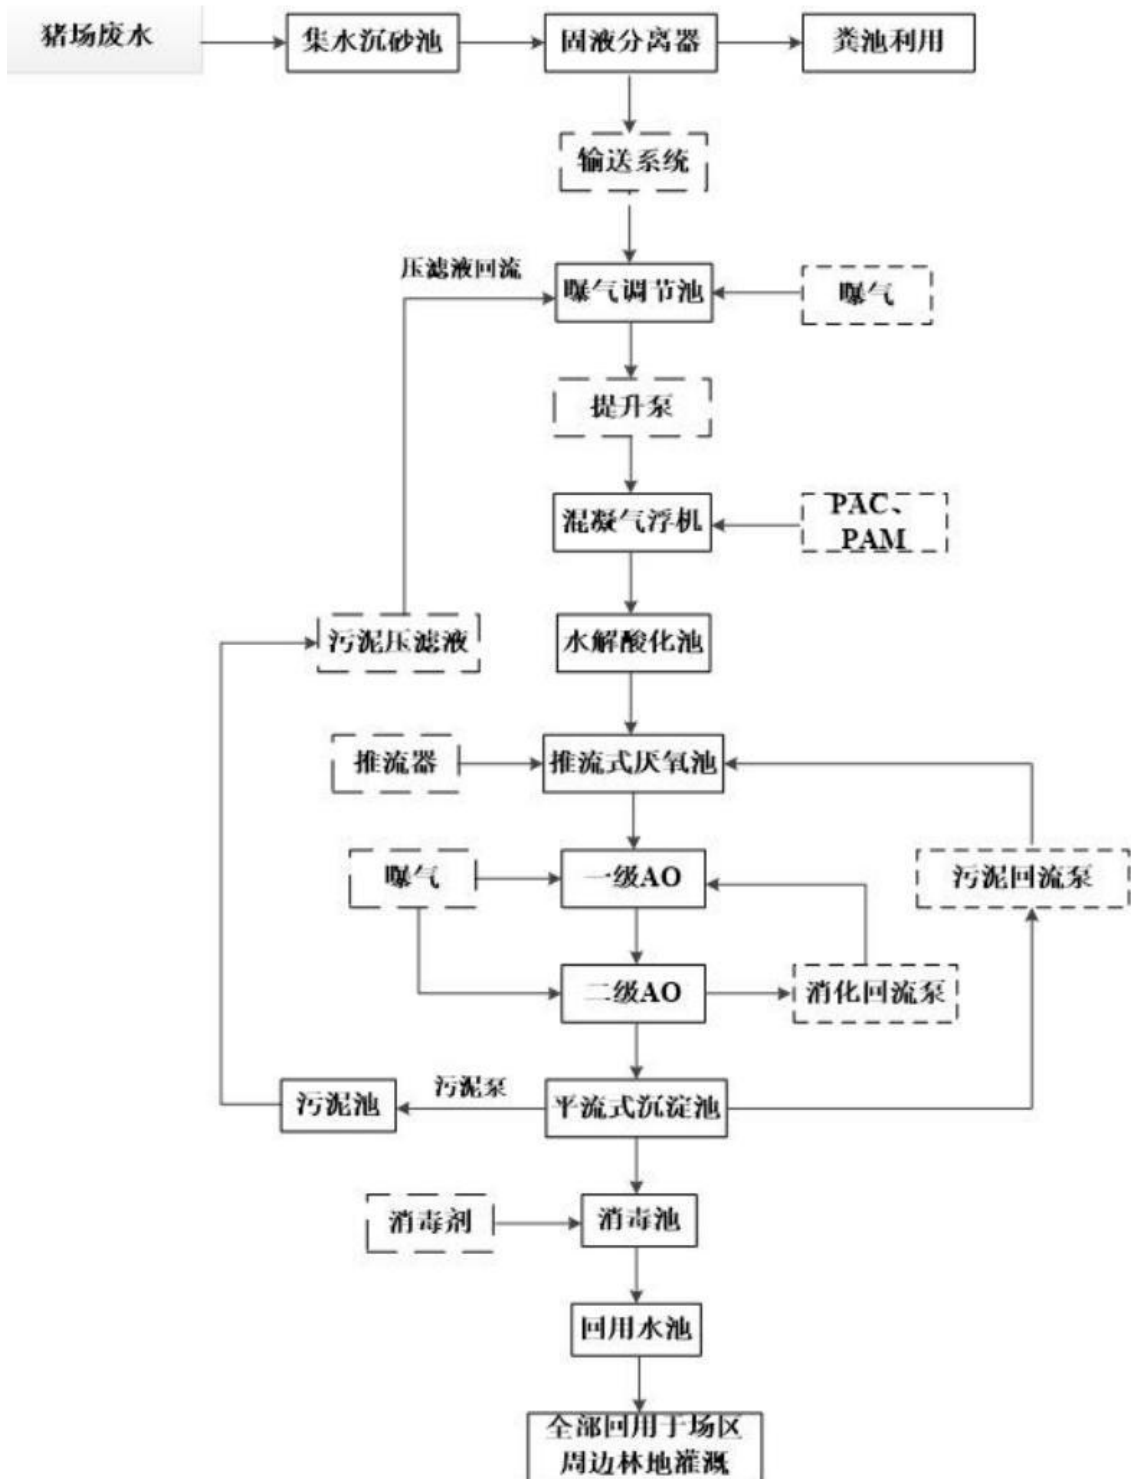 猪场废水
集水沉砂池
固液分离器
粪池利用
输送系统
压滤液回流
曝气调节池
曝气
提升泵
混凝气浮机
PAC、
PAM
污泥压滤液
水解酸化池
推流器
推流式厌氧池
曝气
一级AO
污泥回流泵
二级AO
消化回流泵
污泥池
污泥泵
平流式沉淀池
消毒剂
消毒池
回用水池
全部回用于场区
周边林地灌溉